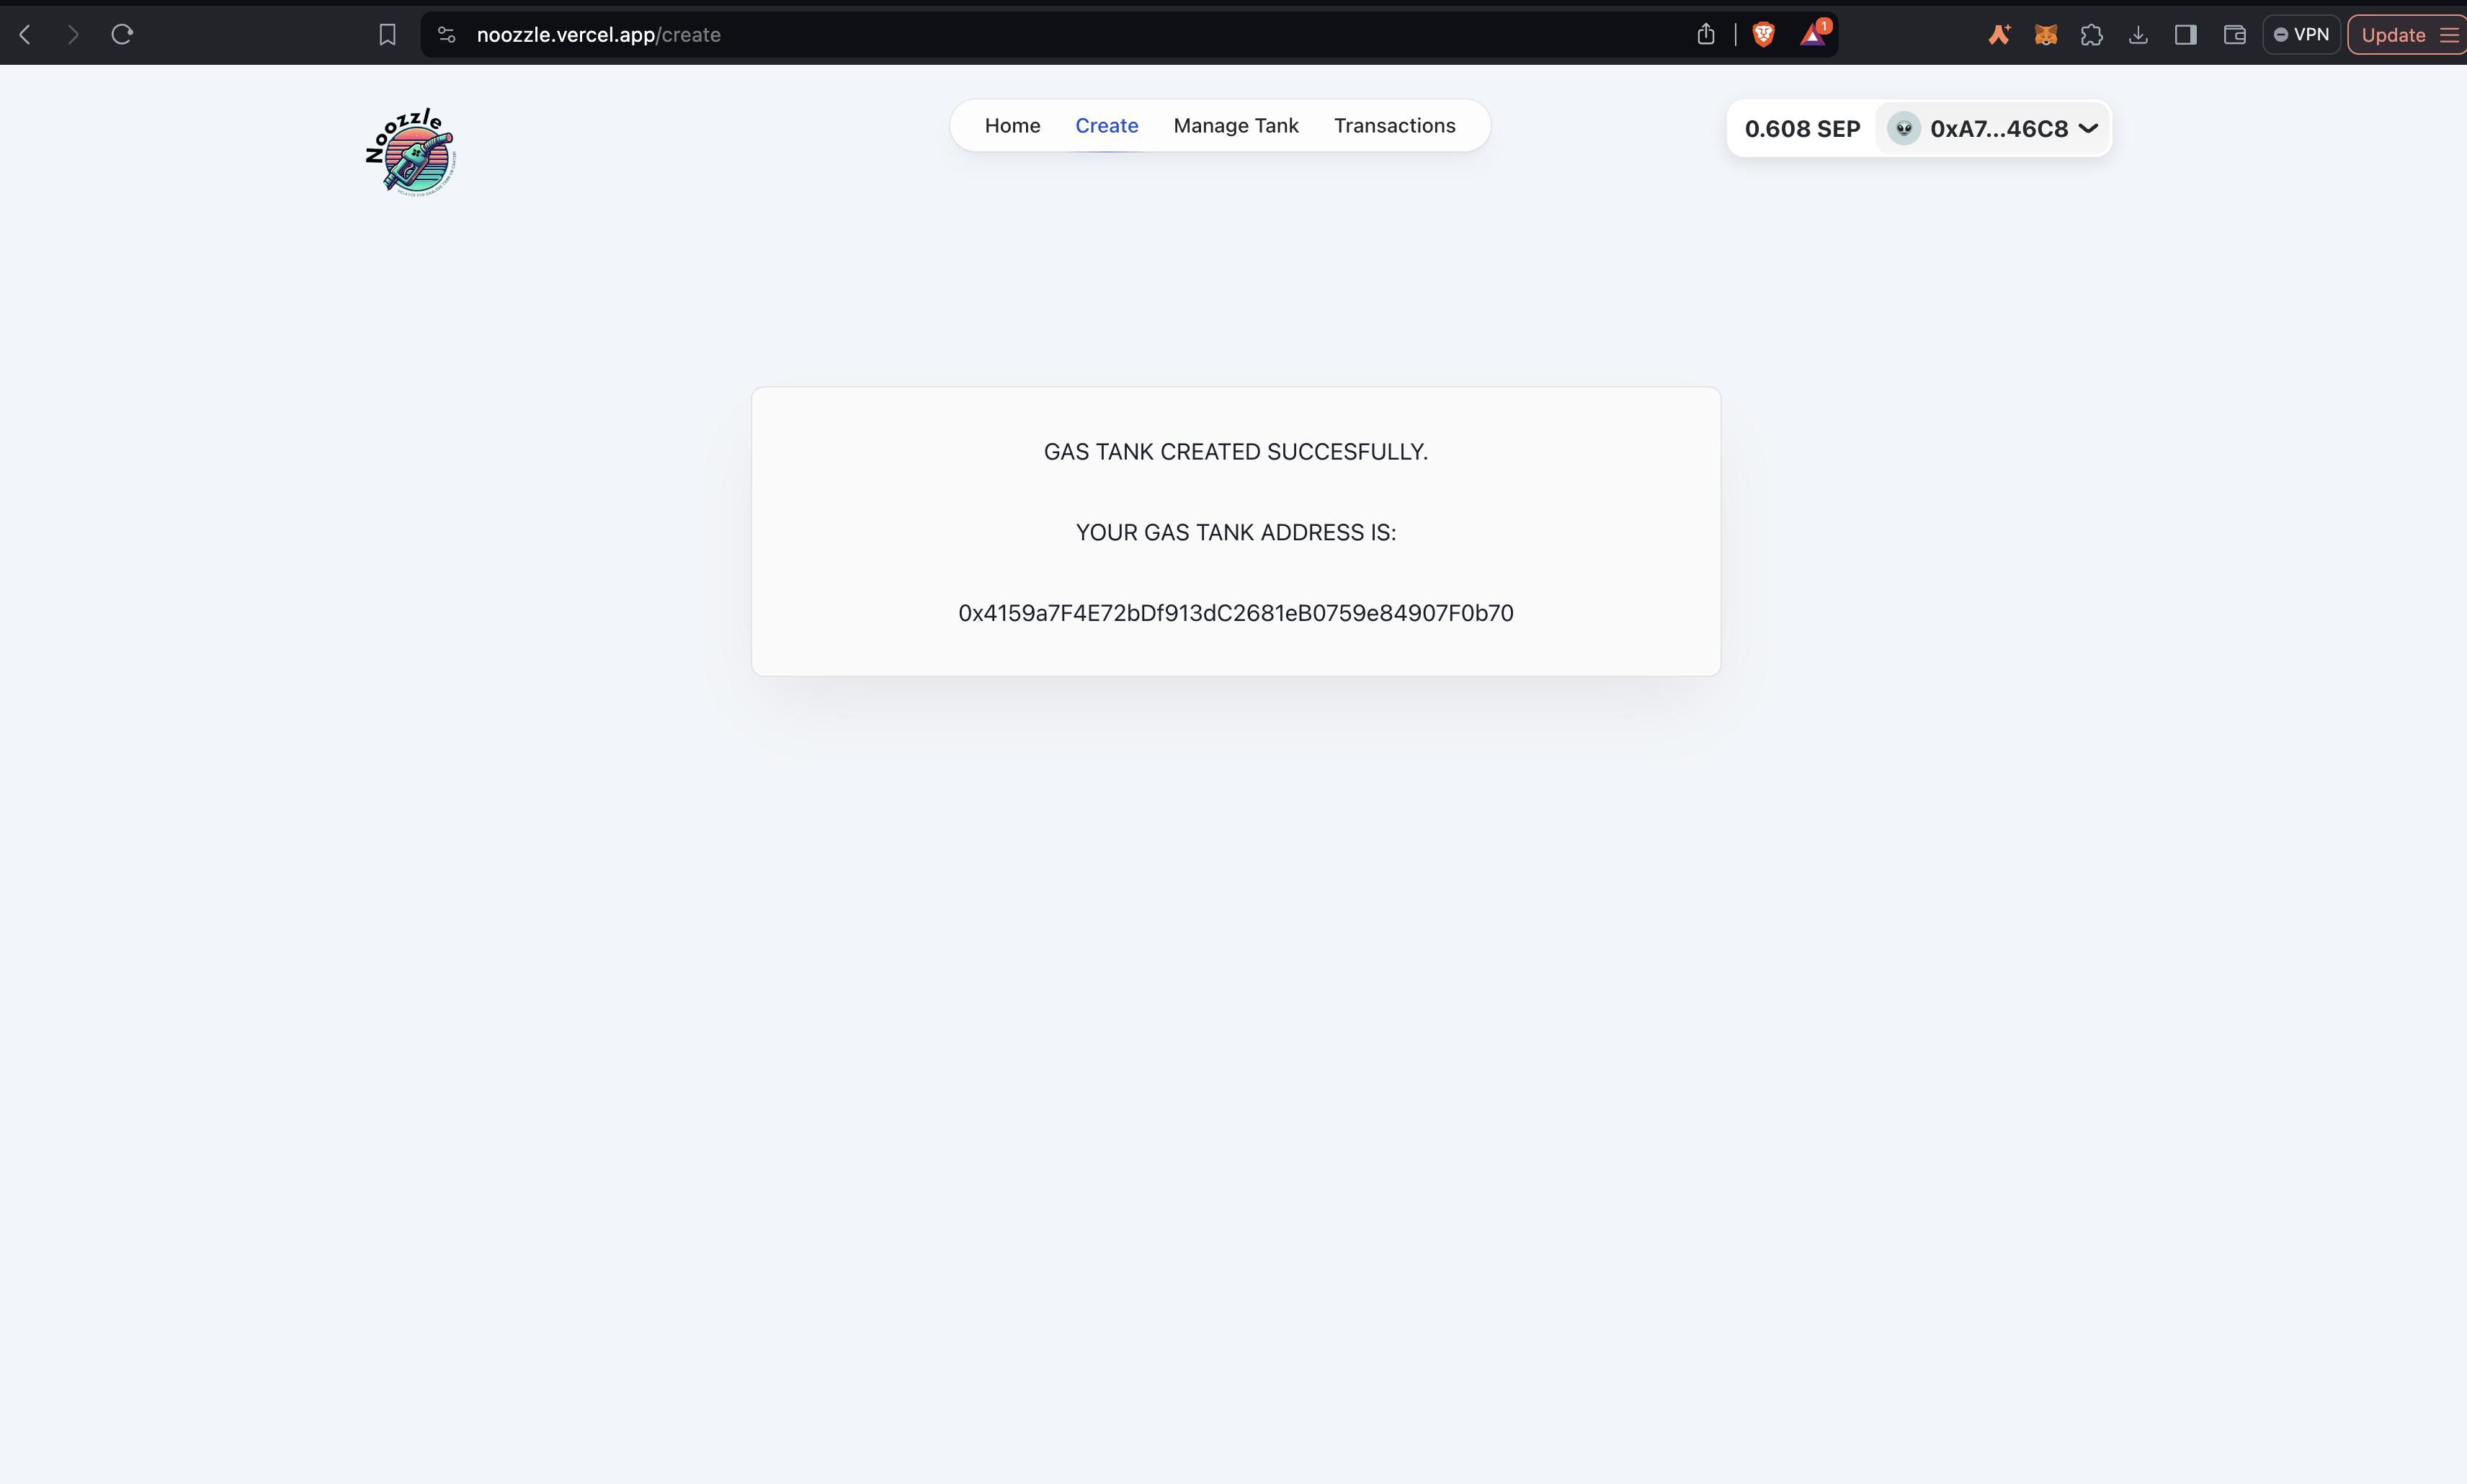 noozzle.vercel.app/create
1
VPN
Update
Noozzle
Home
Create
Manage Tank
Transactions
0.608 SEP
0xA7...46C8
GAS TANK CREATED SUCCESFULLY.
YOUR GAS TANK ADDRESS IS:
0x4159a7F4E72bDf913dC2681eB0759e84907F0b70